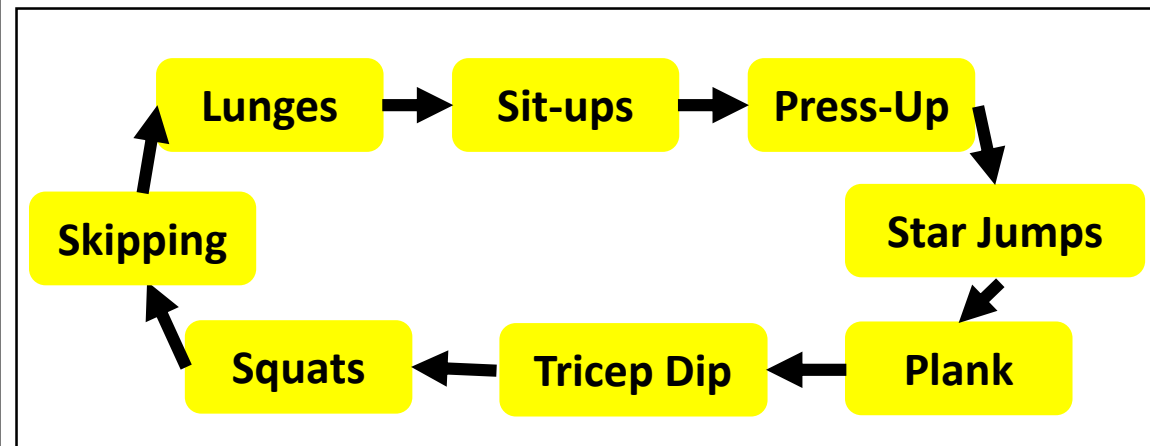 Lunges
Sit-ups
Press-Up
Star Jumps
Plank
Tricep Dip
Squats
Skipping